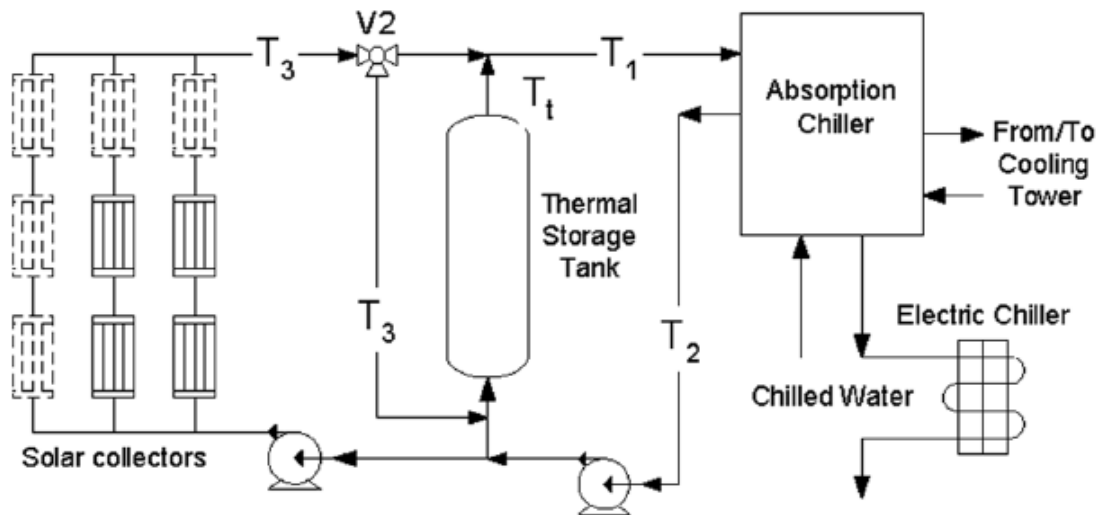 V2
T3
T1
Tt
Absorption
Chiller
From/To
Cooling
Tower
Thermal
Storage
Tank
T3
T2
Electric Chiller
Chilled Water
Solar collectors